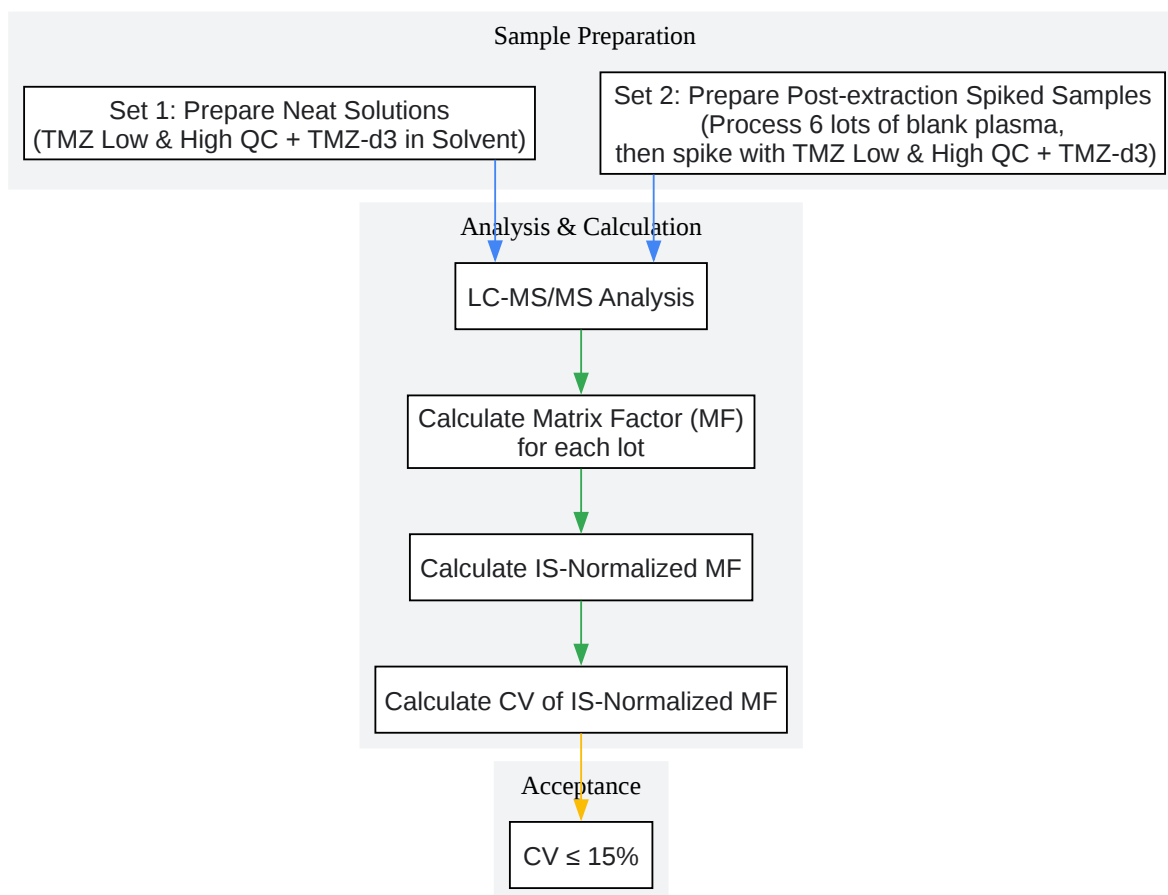 Sample Preparation
Set 1: Prepare Neat Solutions
(TMZ Low & High QC + TMZ-d3 in Solvent)
Set 2: Prepare Post-extraction Spiked Samples
(Process 6 lots of blank plasma,
then spike with TMZ Low & High QC + TMZ-d3)
Analysis & Calculation
LC-MS/MS Analysis
Calculate Matrix Factor (MF)
for each lot
Calculate IS-Normalized MF
Calculate CV of IS-Normalized MF
Acceptance
CV ≤ 15%